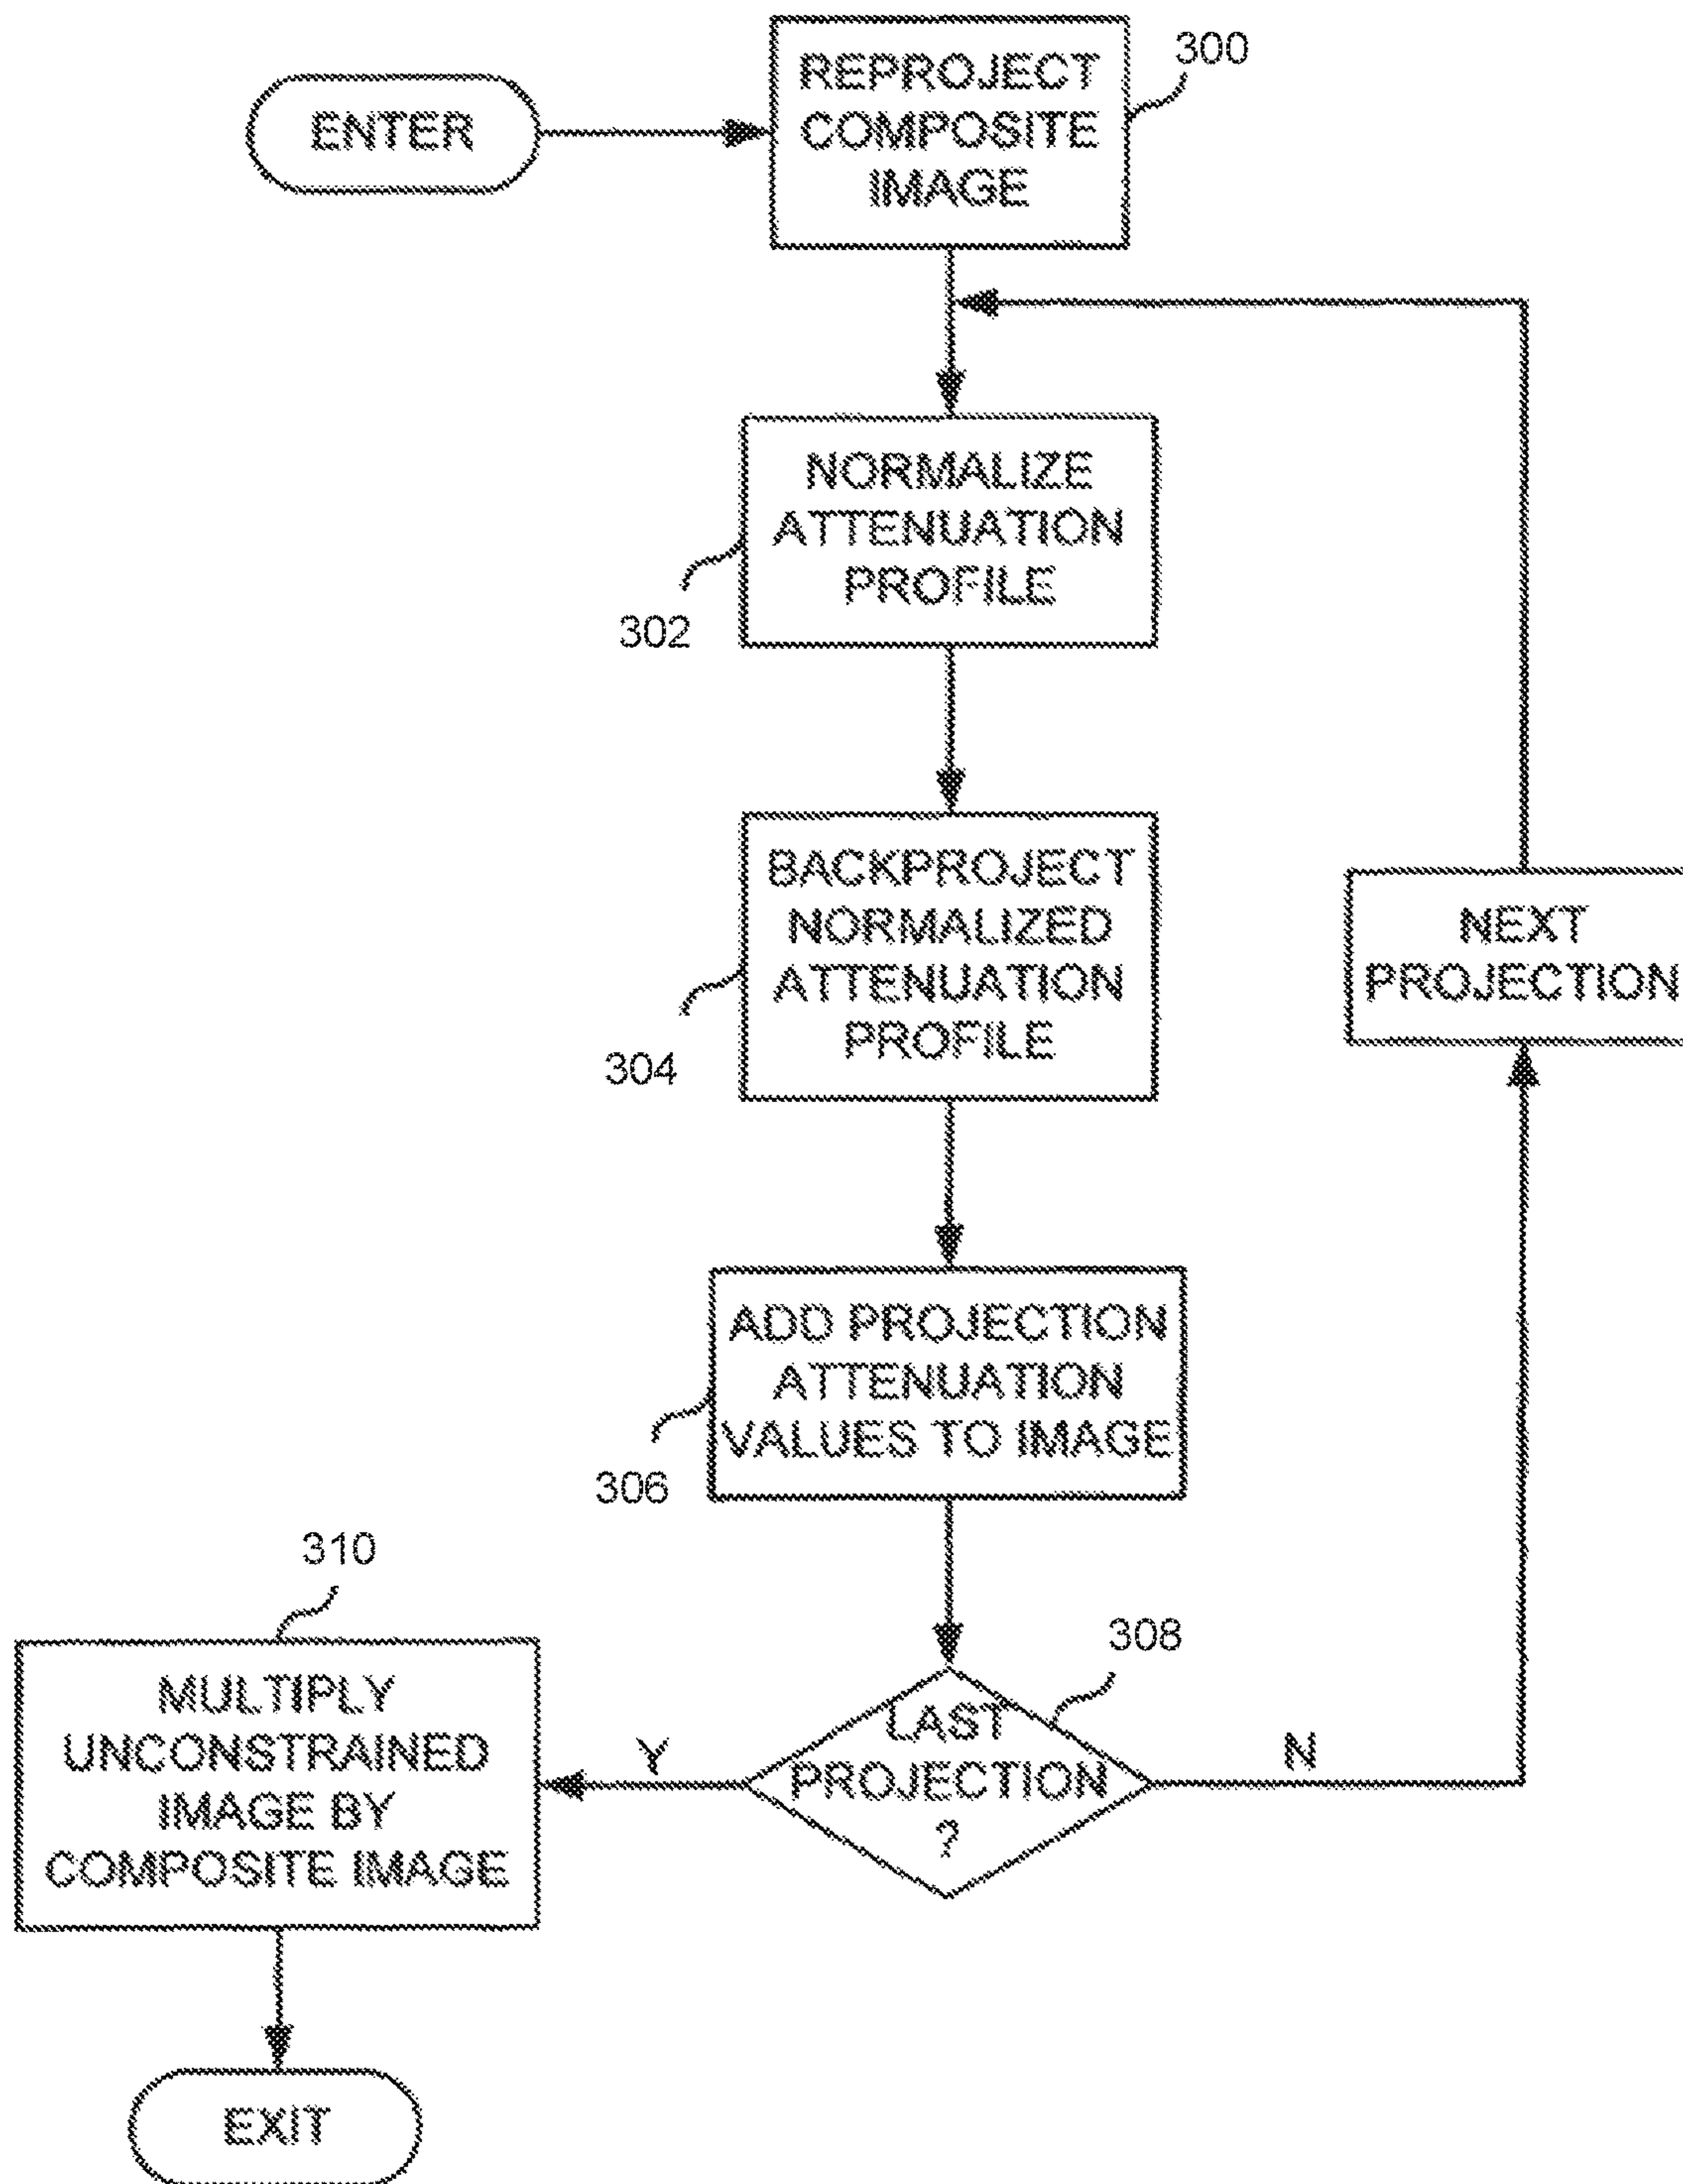 ENTER
REPROJECT
COMPOSITE
IMAGE
300
NORMALIZE
ATTENUATION
PROFILE
302
BACKPROJECT
NORMALIZED
ATTENUATION
PROFILE
304
NEXT
PROJECTION
ADD PROJECTION
ATTENUATION
VALUES TO IMAGE
306
LAST
PROJECTION
?
308
Y
N
310
MULTIPLY
UNCONSTRAINED
IMAGE BY
COMPOSITE IMAGE
EXIT